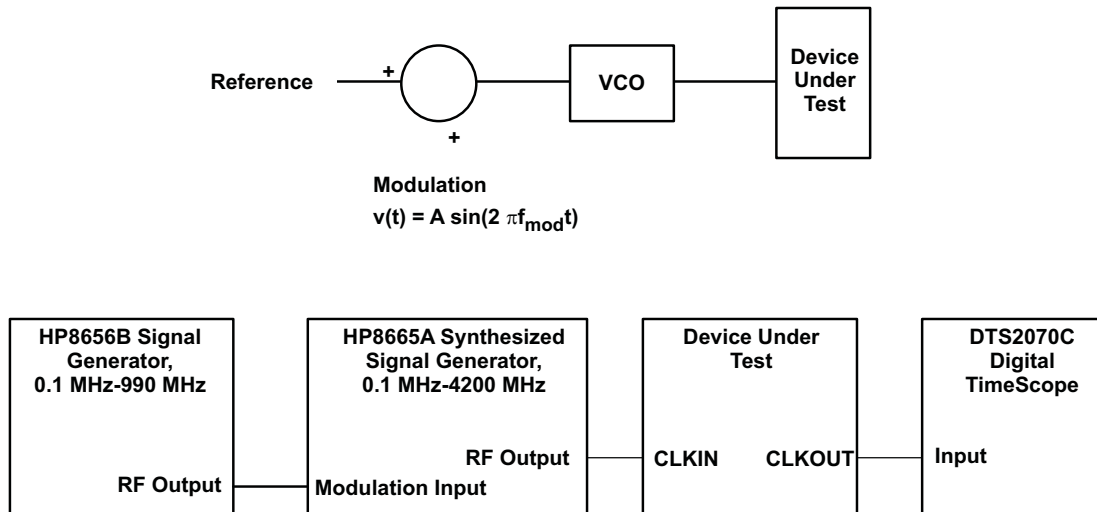 Reference
+
+
VCO
Device
Under
Test
Modulation
v(t) = A sin(2 πfmodt)
HP8656B Signal
Generator,
0.1 MHz-990 MHz
RF Output
HP8665A Synthesized
Signal Generator,
0.1 MHz-4200 MHz
RF Output
Modulation Input
Device Under
Test
CLKIN
CLKOUT
DTS2070C
Digital
TimeScope
Input